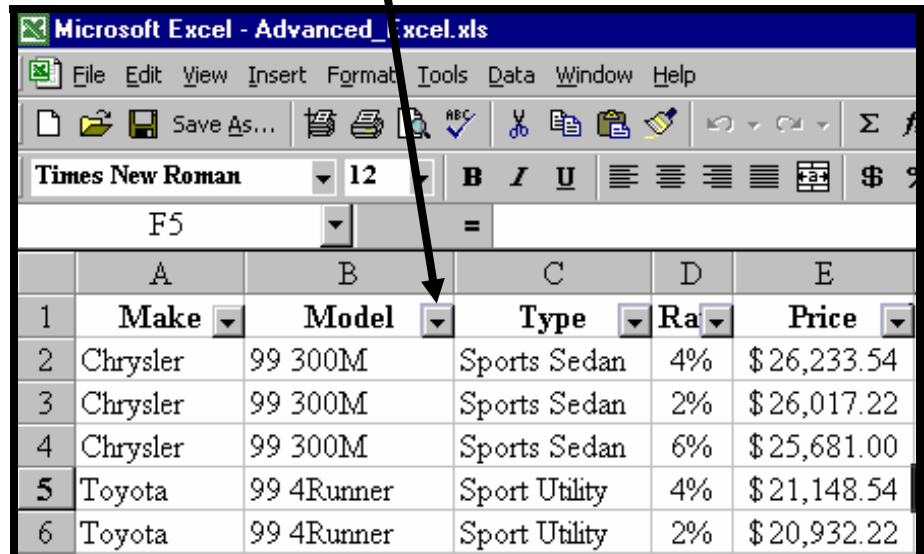 Microsoft Excel - Advanced_Excel.xls
File Edit View Insert Format Tools Data Window Help
Save As... ABC Σ
Times New Roman 12 B I U a $
F5 =
A B C D E
1 Make Model Type Ra Price
2 Chrysler 99 300M Sports Sedan 4% $26,233.54
3 Chrysler 99 300M Sports Sedan 2% $26,017.22
4 Chrysler 99 300M Sports Sedan 6% $25,681.00
5 Toyota 99 4Runner Sport Utility 4% $21,148.54
6 Toyota 99 4Runner Sport Utility 2% $20,932.22